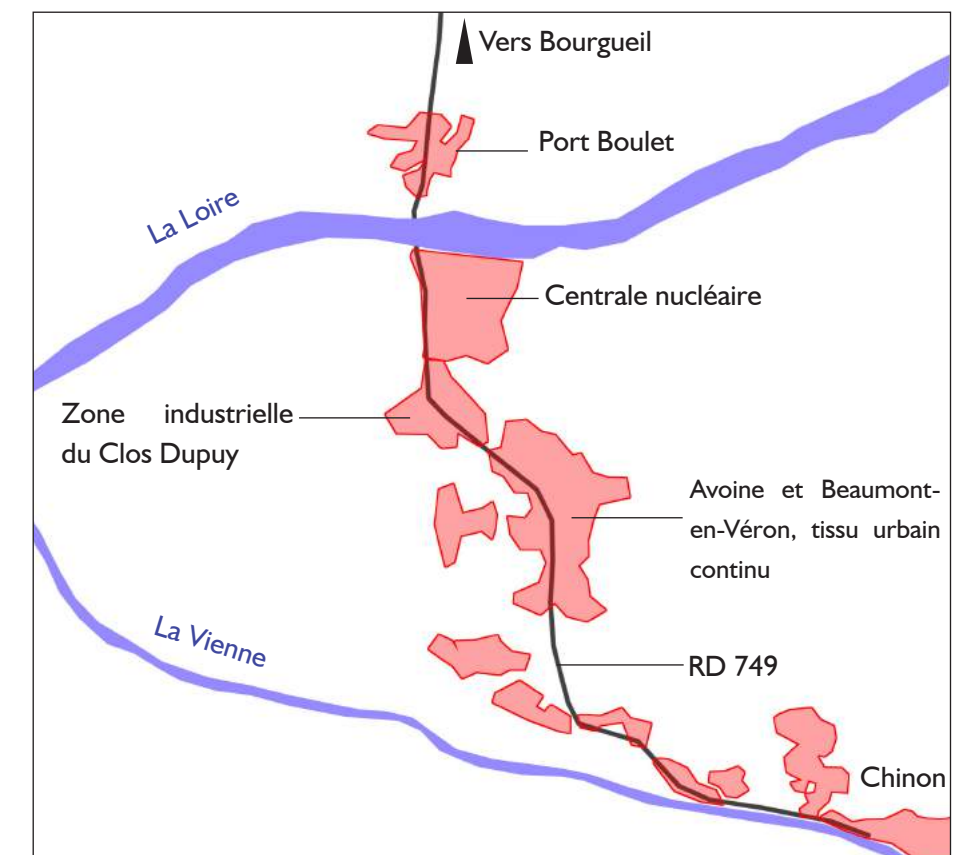 Vers Bourgueil
Port Boulet
La Loire
Centrale nucléaire
Zone industrielle
du Clos Dupuy
Avoine et Beaumont-
en-Véron, tissu urbain
continu
La Vienne
RD 749
Chinon